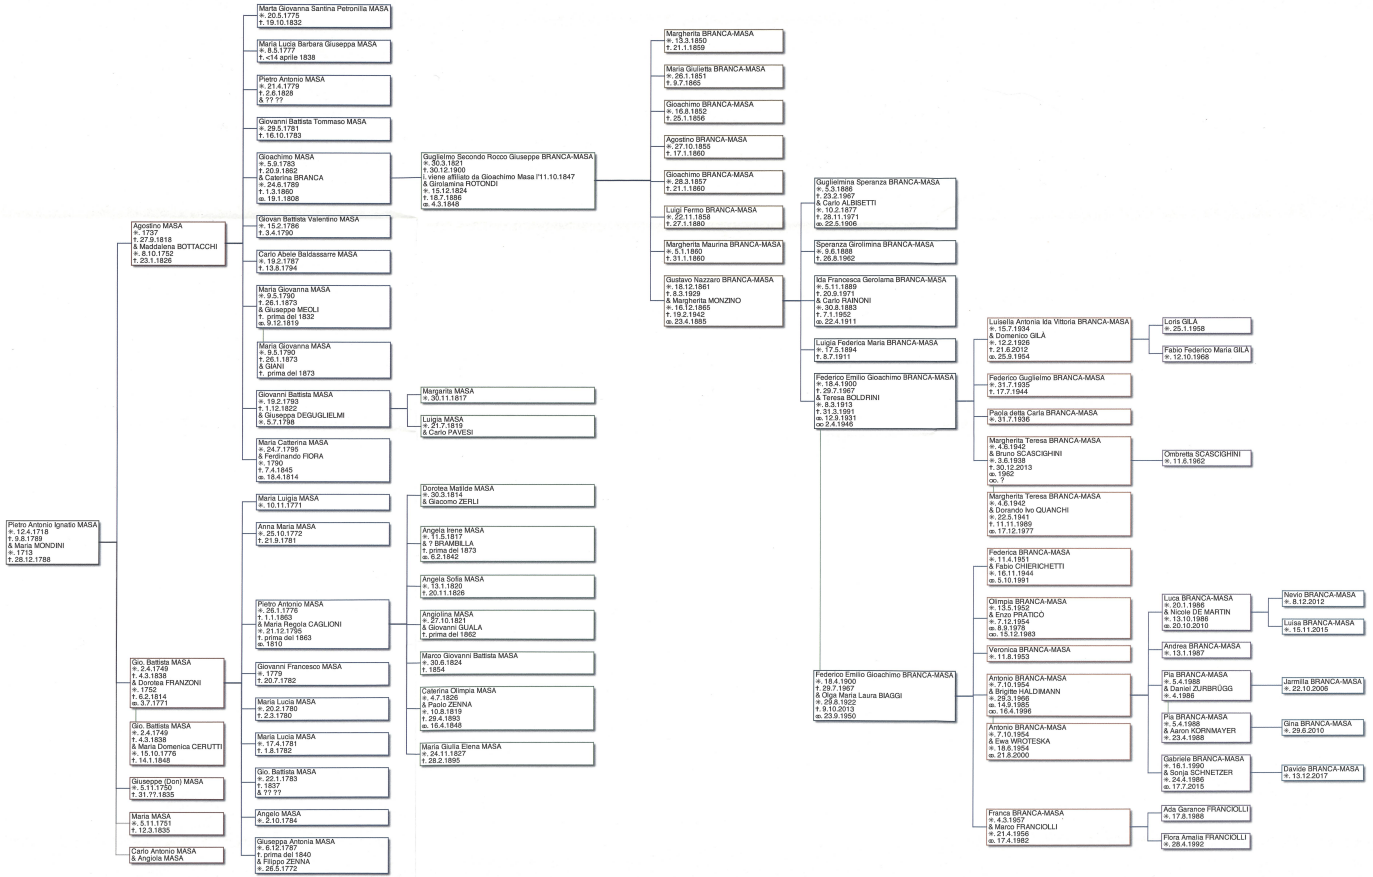 Pietro Antonio Ignatio MASA
✳. 12.4.1718
†. 9.8.1789
& Maria MONDINI
✳. 1713
†. 28.12.1788
Agostino MASA
✳. 1737
†. 27.9.1818
& Maddalena BOTTACCHI
✳. 8.10.1752
†. 23.1.1826
Gio. Battista MASA
✳. 2.4.1749
†. 4.3.1838
& Dorotea FRANZONI
✳. 1752
†. 6.2.1814
⚭. 3.7.1771
Gio. Battista MASA
✳. 2.4.1749
†. 4.3.1838
& Maria Domenica CERUTTI
✳. 15.10.1776
†. 14.1.1848
Giuseppe (Don) MASA
✳. 5.11.1750
†. 31.??.1835
Maria MASA
✳. 5.11.1751
†. 12.3.1835
Carlo Antonio MASA
& Angiola MASA
Marta Giovanna Santina Petronilla MASA
✳. 20.5.1775
†. 19.10.1832
Maria Lucia Barbara Giuseppa MASA
✳. 8.5.1777
†. <14 aprile 1838
Pietro Antonio MASA
✳. 21.4.1779
†. 2.6.1828
& ?? ??
Giovanni Battista Tommaso MASA
✳. 29.5.1781
†. 16.10.1783
Gioachimo MASA
✳. 5.9.1783
†. 20.9.1862
& Caterina BRANCA
✳. 24.6.1789
†. 1.3.1860
⚭. 19.1.1808
Giovan Battista Valentino MASA
✳. 15.2.1786
†. 3.4.1790
Carlo Abele Baldassarre MASA
✳. 19.2.1787
†. 13.8.1794
Maria Giovanna MASA
✳. 9.5.1790
†. 26.1.1873
& Giuseppe MEOLI
†. prima del 1832
⚭. 9.12.1819
Maria Giovanna MASA
✳. 9.5.1790
†. 26.1.1873
& GIANI
†. prima del 1873
Giovanni Battista MASA
✳. 19.2.1793
†. 1.12.1822
& Giuseppa DEGUGLIELMI
✳. 5.7.1798
Maria Catterina MASA
✳. 24.7.1795
& Ferdinando FIORA
✳. 1790
†. 7.4.1845
⚭. 18.4.1814
Maria Luigia MASA
✳. 10.11.1771
Anna Maria MASA
✳. 25.10.1772
†. 21.9.1781
Pietro Antonio MASA
✳. 26.1.1776
†. 1.1.1863
& Maria Regola CAGLIONI
✳. 21.12.1795
†. prima del 1863
⚭. 1810
Giovanni Francesco MASA
✳. 1779
†. 20.7.1782
Maria Lucia MASA
✳. 20.2.1780
†. 2.3.1780
Maria Lucia MASA
✳. 17.4.1781
†. 1.8.1782
Gio. Battista MASA
✳. 22.1.1783
†. 1837
& ?? ??
Angelo MASA
✳. 2.10.1784
Giuseppa Antonia MASA
✳. 6.12.1787
†. prima del 1840
& Filippo ZENNA
✳. 26.5.1772
Guglielmo Secondo Rocco Giuseppe BRANCA-MASA
✳. 30.3.1821
†. 30.12.1900
i. viene affiliato da Gioachimo Masa l'11.10.1847
& Girolamina ROTONDI
✳. 15.12.1824
†. 18.7.1886
⚭. 4.3.1848
Margarita MASA
✳. 30.11.1817
Luigia MASA
✳. 21.7.1819
& Carlo PAVESI
Dorotea Matilde MASA
✳. 30.3.1814
& Giacomo ZERLI
Angela Irene MASA
✳. 11.5.1817
& ? BRAMBILLA
†. prima del 1873
⚭. 6.2.1842
Angela Sofia MASA
✳. 13.1.1820
†. 20.11.1826
Angiolina MASA
✳. 27.10.1821
& Giovanni GUALA
†. prima del 1862
Marco Giovanni Battista MASA
✳. 30.6.1824
†. 1854
Caterina Olimpia MASA
✳. 4.7.1826
& Paolo ZENNA
✳. 10.8.1819
†. 29.4.1893
⚭. 16.4.1848
Maria Giulia Elena MASA
✳. 24.11.1827
†. 28.2.1895
Margherita BRANCA-MASA
✳. 13.3.1850
†. 21.1.1859
Maria Giulietta BRANCA-MASA
✳. 26.1.1851
†. 9.7.1865
Gioachimo BRANCA-MASA
✳. 16.8.1852
†. 25.1.1856
Agostino BRANCA-MASA
✳. 27.10.1855
†. 17.1.1860
Gioachimo BRANCA-MASA
✳. 28.3.1857
†. 21.1.1860
Luigi Fermo BRANCA-MASA
✳. 22.11.1858
†. 27.1.1880
Margherita Maurina BRANCA-MASA
✳. 5.1.1860
†. 31.1.1860
Gustavo Nazzaro BRANCA-MASA
✳. 18.12.1861
†. 8.3.1929
& Margherita MONZINO
✳. 16.12.1865
†. 19.2.1942
⚭. 23.4.1885
Guglielmina Speranza BRANCA-MASA
✳. 5.3.1886
†. 23.2.1967
& Carlo ALBISETTI
✳. 10.2.1877
†. 28.11.1971
⚭. 22.5.1906
Speranza Girolimina BRANCA-MASA
✳. 9.6.1888
†. 26.8.1962
Ida Francesca Gerolama BRANCA-MASA
✳. 5.11.1889
†. 20.9.1971
& Carlo RAINONI
✳. 30.8.1883
†. 7.1.1952
⚭. 22.4.1911
Luigia Federica Maria BRANCA-MASA
✳. 17.5.1894
†. 8.7.1911
Federico Emilio Gioachimo BRANCA-MASA
✳. 18.4.1900
†. 29.7.1967
& Teresa BOLDRINI
✳. 8.3.1913
†. 31.3.1991
⚭. 12.9.1931
⚮. 2.4.1946
Federico Emilio Gioachimo BRANCA-MASA
✳. 18.4.1900
†. 29.7.1967
& Olga Maria Laura BIAGGI
✳. 29.8.1922
†. 9.10.2013
⚭. 23.9.1950
Luisella Antonia Ida Vittoria BRANCA-MASA
✳. 15.7.1934
& Domenico GILÀ
✳. 12.2.1926
†. 21.6.2012
⚭. 25.9.1954
Federico Guglielmo BRANCA-MASA
✳. 31.7.1935
†. 17.7.1944
Paola detta Carla BRANCA-MASA
✳. 31.7.1936
Margherita Teresa BRANCA-MASA
✳. 4.6.1942
& Bruno SCASCIGHINI
✳. 3.6.1938
†. 30.12.2013
⚭. 1962
⚮. ?
Margherita Teresa BRANCA-MASA
✳. 4.6.1942
& Dorando Ivo QUANCHI
✳. 22.5.1941
†. 11.11.1989
⚭. 17.12.1977
Federica BRANCA-MASA
✳. 11.4.1951
& Fabio CHIERICHETTI
✳. 16.11.1944
⚭. 5.10.1991
Olimpia BRANCA-MASA
✳. 13.5.1952
& Enzo PRATICÒ
✳. 7.12.1954
⚭. 8.9.1978
⚮. 15.12.1983
Veronica BRANCA-MASA
✳. 11.8.1953
Antonio BRANCA-MASA
✳. 7.10.1954
& Brigitte HALDIMANN
✳. 29.3.1966
⚭. 14.9.1985
⚮. 16.4.1996
Antonio BRANCA-MASA
✳. 7.10.1954
& Ewa WROTESKA
✳. 18.6.1954
⚭. 21.8.2000
Franca BRANCA-MASA
✳. 4.3.1957
& Marco FRANCIOLLI
✳. 21.4.1956
⚭. 17.4.1982
Loris GILÀ
✳. 25.1.1958
Fabio Federico Maria GILÀ
✳. 12.10.1968
Ombretta SCASCIGHINI
✳. 11.6.1962
Luca BRANCA-MASA
✳. 20.1.1986
& Nicole DE MARTIN
✳. 13.10.1986
⚭. 20.10.2010
Andrea BRANCA-MASA
✳. 13.1.1987
Pia BRANCA-MASA
✳. 5.4.1988
& Daniel ZURBRÜGG
✳. 4.1986
Pia BRANCA-MASA
✳. 5.4.1988
& Aaron KORNMAYER
✳. 23.4.1988
Gabriele BRANCA-MASA
✳. 16.1.1990
& Sonja SCHNETZER
✳. 24.4.1986
⚭. 17.7.2015
Ada Garance FRANCIOLLI
✳. 17.8.1988
Flora Amalia FRANCIOLLI
✳. 28.4.1992
Nevio BRANCA-MASA
✳. 8.12.2012
Luisa BRANCA-MASA
✳. 15.11.2015
Jarmilla BRANCA-MASA
✳. 22.10.2006
Gina BRANCA-MASA
✳. 29.6.2010
Davide BRANCA-MASA
✳. 13.12.2017